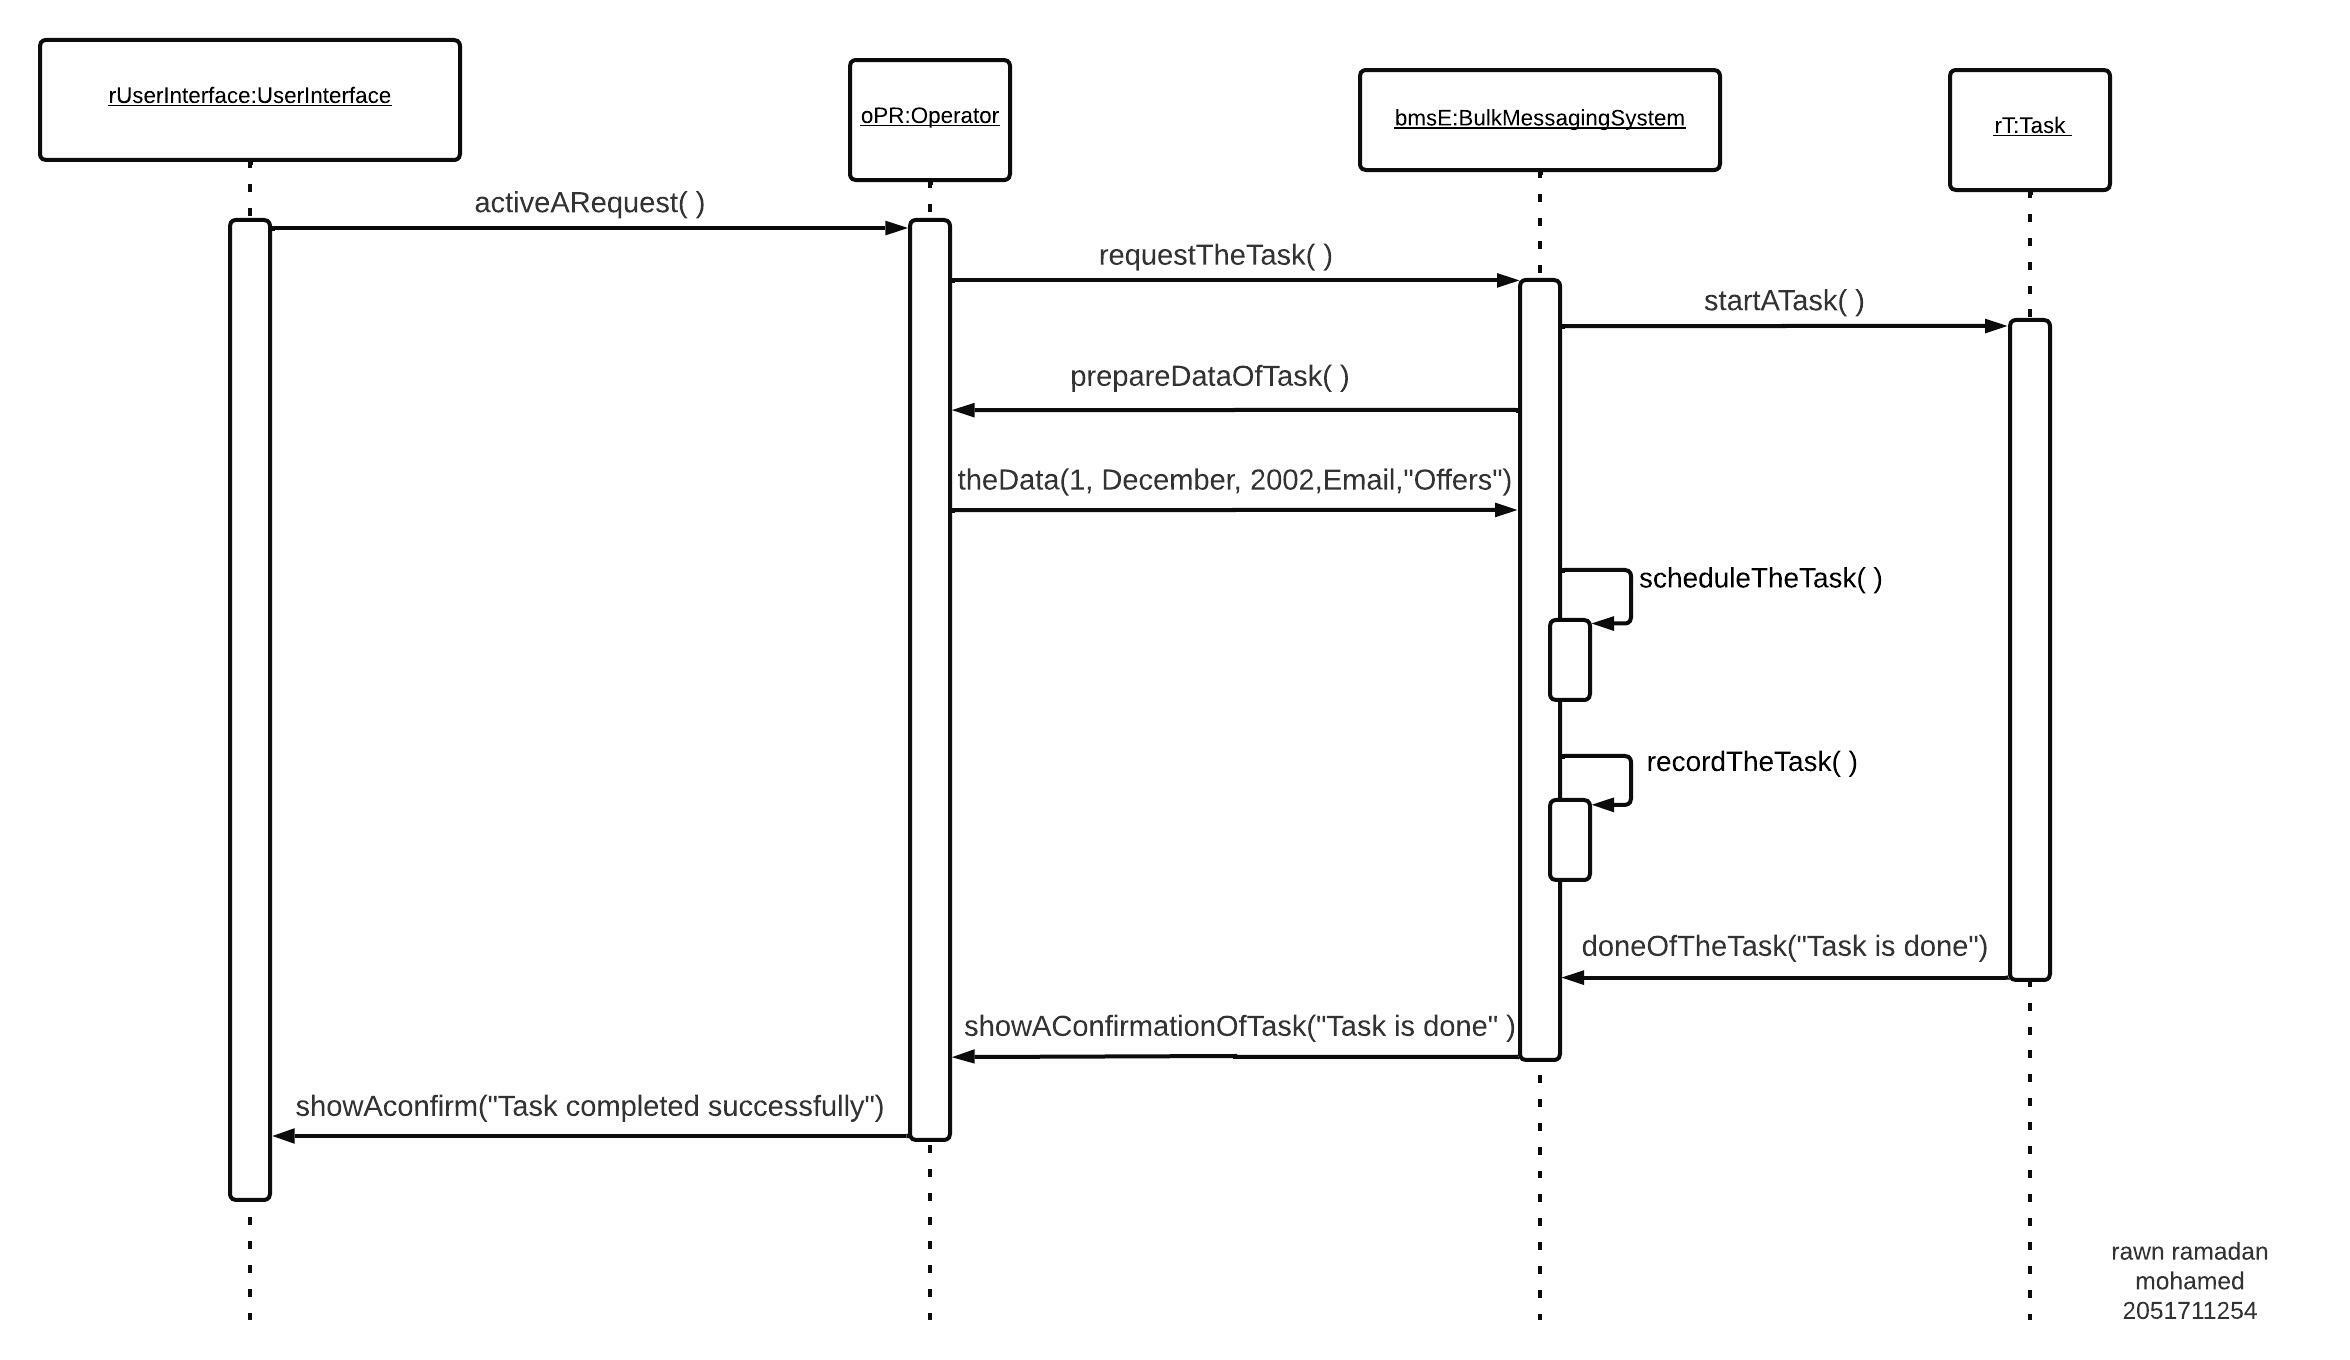 rUserInterface:UserInterface
oPR:Operator
bmsE:BulkMessagingSystem
rT:Task
activeARequest( )
requestTheTask( )
startATask( )
prepareDataOfTask( )
theData(1, December, 2002,Email,"Offers")
scheduleTheTask( )
recordTheTask( )
doneOfTheTask("Task is done")
showAConfirmationOfTask("Task is done" )
showAconfirm("Task completed successfully")
rawn ramadan
mohamed
2051711254